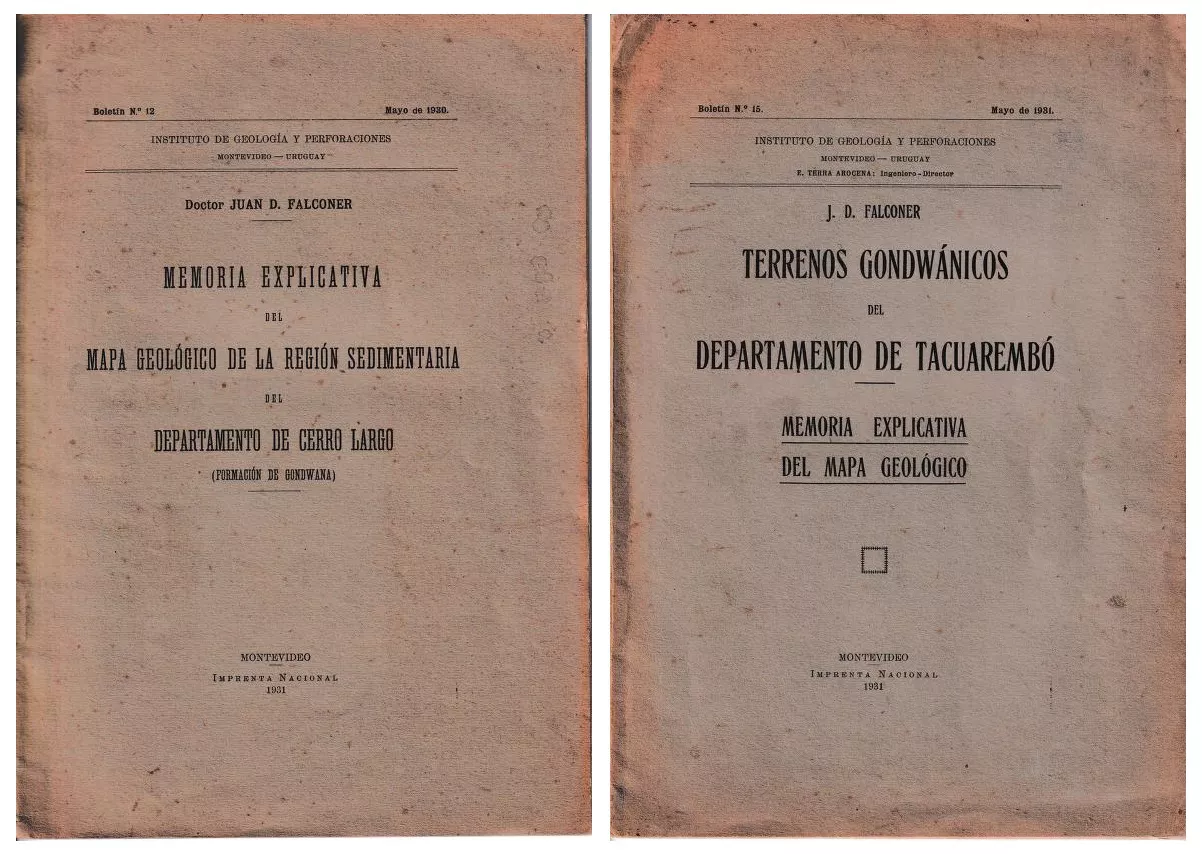 Boletín N.º 12 Mayo de 1930.
INSTITUTO DE GEOLOGÍA Y PERFORACIONES
MONTEVIDEO — URUGUAY
Doctor JUAN D. FALCONER
MEMORIA EXPLICATIVA
DEL
MAPA GEOLÓGICO DE LA REGIÓN SEDIMENTARIA
DEL
DEPARTAMENTO DE CERRO LARGO
(FORMACIÓN DE GONDWANA)
MONTEVIDEO
IMPRENTA NACIONAL
1931
Boletín N.º 15. Mayo de 1931.
INSTITUTO DE GEOLOGÍA Y PERFORACIONES
MONTEVIDEO — URUGUAY
E. TERRA AROCENA: Ingeniero - Director
J. D. FALCONER
TERRENOS GONDWÁNICOS
DEL
DEPARTAMENTO DE TACUAREMBÓ
MEMORIA EXPLICATIVA
DEL MAPA GEOLÓGICO
MONTEVIDEO
IMPRENTA NACIONAL
1931